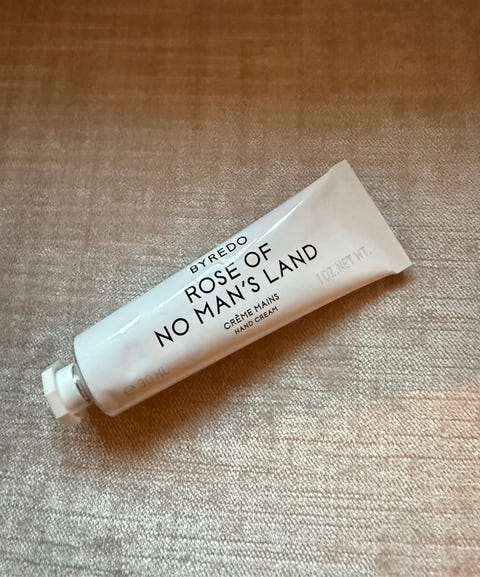 BYREDO
ROSE OF
NO MAN'S LAND
CRÈME MAINS
HAND CREAM
1 OZ. NET WT.
℮ 30 ML